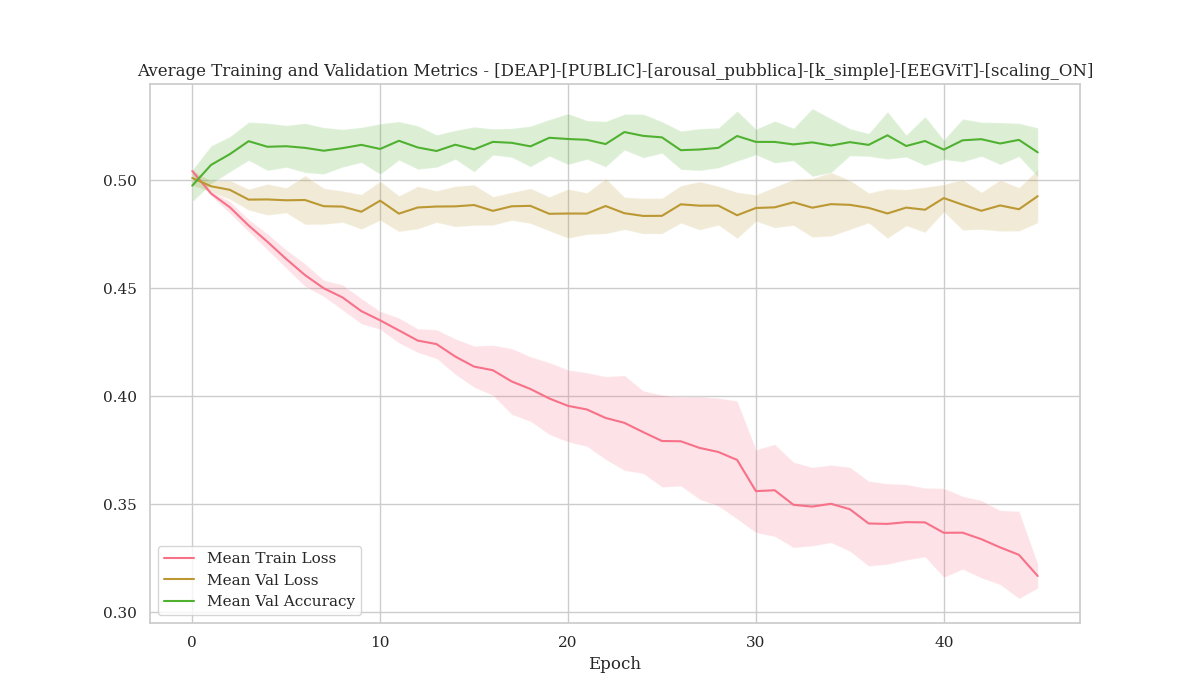 Average Training and Validation Metrics - [DEAP]-[PUBLIC]-[arousal_pubblica]-[k_simple]-[EEGViT]-[scaling_ON]
0.50
0.45
0.40
0.35
0.30
Mean Train Loss
Mean Val Loss
Mean Val Accuracy
0
10
20
30
40
Epoch